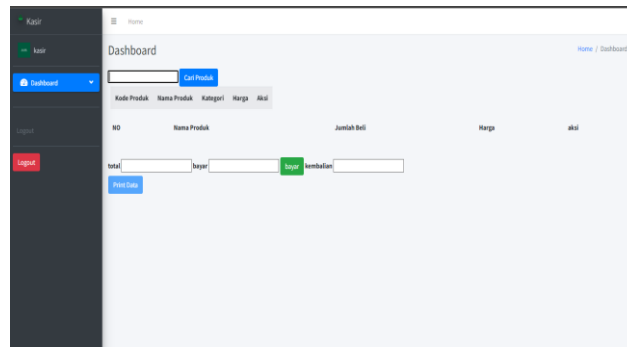 Kasir
Home
kasir
Dashboard
Home / Dashboard
Dashboard
Cari Produk
Kode Produk Nama Produk Kategori Harga Aksi
Logout
NO Nama Produk Jumlah Beli Harga aksi
Logout
total bayar bayar kembalian
Print Data